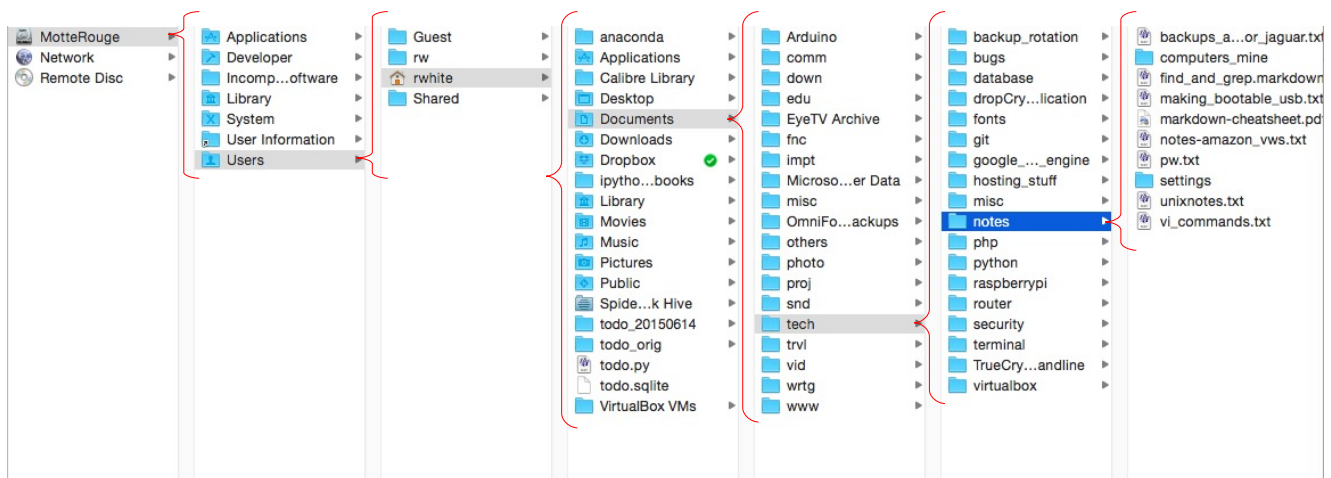 MotteRouge
Network
Remote Disc
Applications
Developer
Incomp...oftware
Library
System
User Information
Users
Guest
rw
rwhite
Shared
anaconda
Applications
Calibre Library
Desktop
Documents
Downloads
Dropbox
ipytho...books
Library
Movies
Music
Pictures
Public
Spide...k Hive
todo_20150614
todo_orig
todo.py
todo.sqlite
VirtualBox VMs
Arduino
comm
down
edu
EyeTV Archive
fnc
impt
Microso...er Data
misc
OmniFo...ackups
others
photo
proj
snd
tech
trvl
vid
wrtg
www
backup_rotation
bugs
database
dropCry...lication
fonts
git
google_..._engine
hosting_stuff
misc
notes
php
python
raspberrypi
router
security
terminal
TrueCry...andline
virtualbox
backups_a...or_jaguar.txt
computers_mine
find_and_grep.markdown
making_bootable_usb.txt
markdown-cheatsheet.pd
notes-amazon_vws.txt
pw.txt
settings
unixnotes.txt
vi_commands.txt